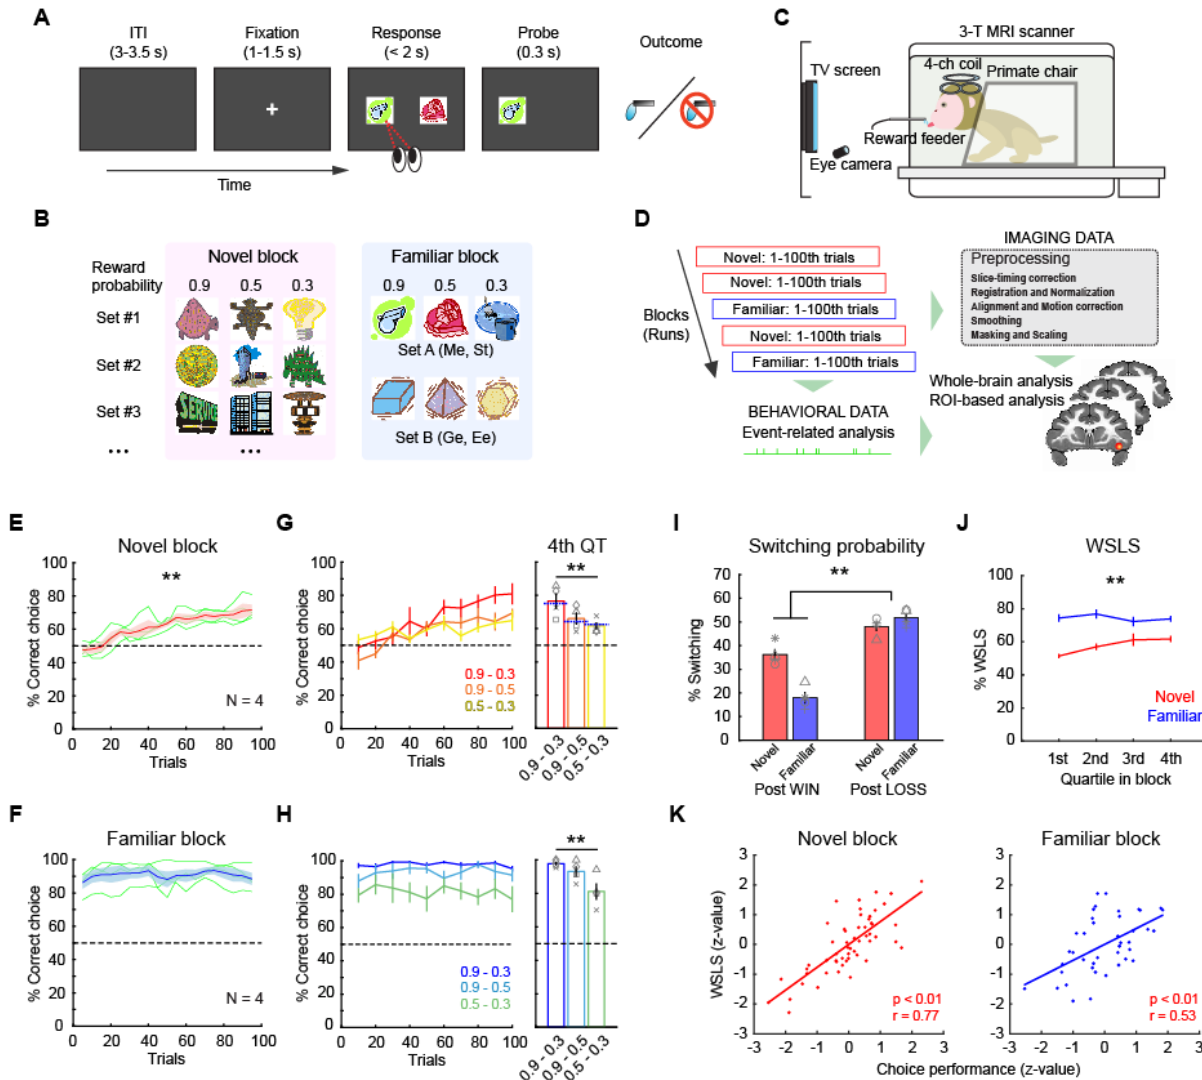 A
ITI
(3-3.5 s)
Fixation
(1-1.5 s)
Response
(< 2 s)
Probe
(0.3 s)
Outcome
Time
C
3-T MRI scanner
TV screen
4-ch coil
Primate chair
Reward feeder
Eye camera
B
Novel block
Familiar block
Reward
probability
0.9 0.5 0.3
0.9 0.5 0.3
Set #1
Set #2
Set #3
...
...
Set A (Me, St)
Set B (Ge, Ee)
D
Blocks
(Runs)
Novel: 1-100th trials
Novel: 1-100th trials
Familiar: 1-100th trials
Novel: 1-100th trials
Familiar: 1-100th trials
BEHAVIORAL DATA
Event-related analysis
IMAGING DATA
Preprocessing
Slice-timing correction
Registration and Normalization
Alignment and Motion correction
Smoothing
Masking and Scaling
Whole-brain analysis
ROI-based analysis
E
Novel block
**
% Correct choice
100
80
60
40
20
0
N = 4
0 20 40 60 80 100
Trials
G
4th QT
**
% Correct choice
100
80
60
40
20
0
0.9 - 0.3
0.9 - 0.5
0.5 - 0.3
20 40 60 80 100
Trials
0.9 - 0.3
0.9 - 0.5
0.5 - 0.3
I
Switching probability
**
% Switching
70
60
50
40
30
20
10
0
Novel
Familiar
Novel
Familiar
Post WIN
Post LOSS
J
WSLS
**
% WSLS
100
80
60
40
20
0
Novel
Familiar
1st 2nd 3rd 4th
Quartile in block
F
Familiar block
% Correct choice
100
80
60
40
20
0
N = 4
0 20 40 60 80 100
Trials
H
**
% Correct choice
100
80
60
40
20
0
0.9 - 0.3
0.9 - 0.5
0.5 - 0.3
20 40 60 80 100
Trials
0.9 - 0.3
0.9 - 0.5
0.5 - 0.3
K
Novel block
Familiar block
WSLS (z-value)
3
2
1
0
-1
-2
-3
p < 0.01
r = 0.77
-3 -2 -1 0 1 2 3
3
2
1
0
-1
-2
-3
p < 0.01
r = 0.53
-3 -2 -1 0 1 2 3
Choice performance (z-value)